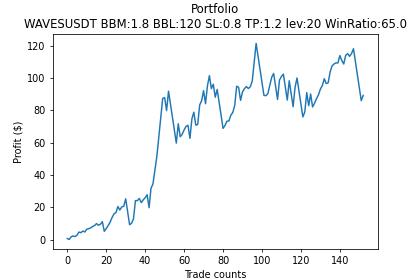 Portfolio
WAVESUSDT BBM:1.8 BBL:120 SL:0.8 TP:1.2 lev:20 WinRatio:65.0
120
100
80
60
40
20
0
Profit ($)
0 20 40 60 80 100 120 140
Trade counts